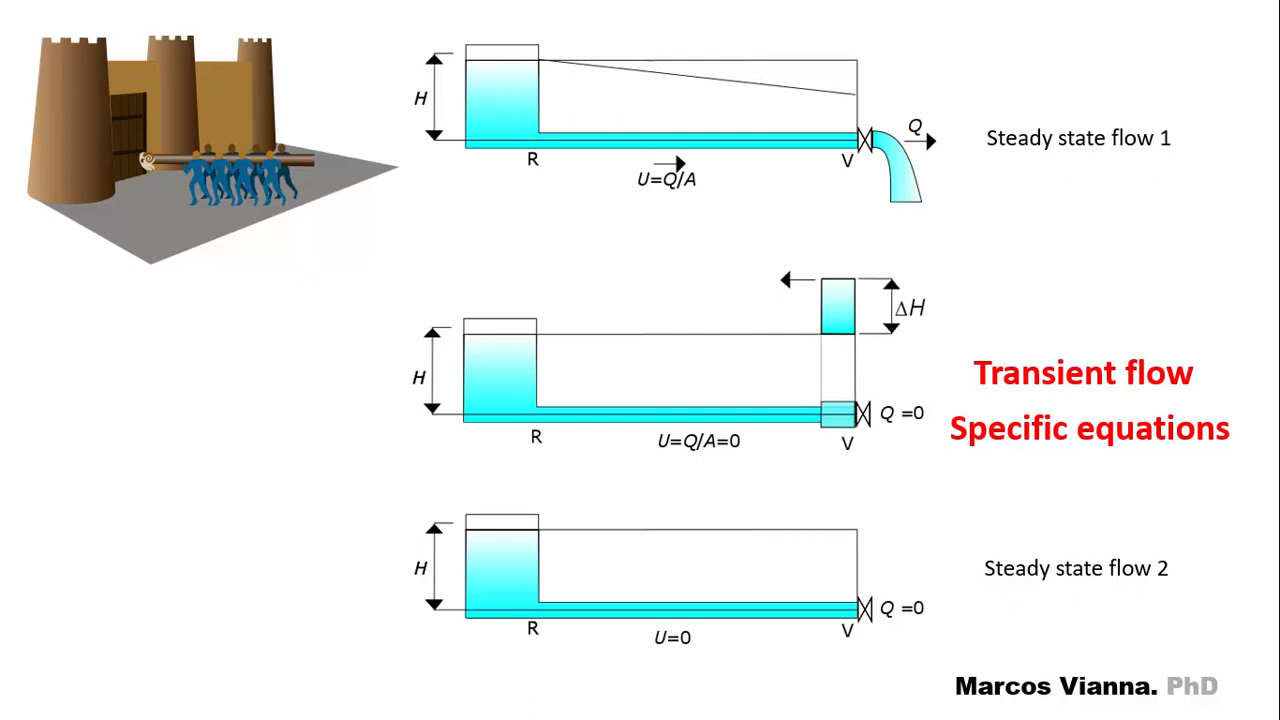 H
R
U=Q/A
V
Q
Steady state flow 1
H
R
U=Q/A=0
V
ΔH
Q =0
Transient flow
Specific equations
H
R
U=0
V
Q =0
Steady state flow 2
Marcos Vianna. PhD